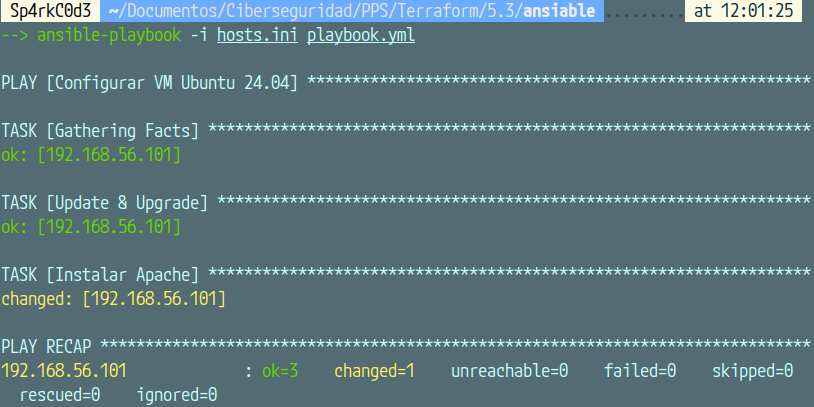 Sp4rkC0d3 ~/Documentos/Ciberseguridad/PPS/Terraform/5.3/ansiable ......... at 12:01:25
--> ansible-playbook -i hosts.ini playbook.yml
PLAY [Configurar VM Ubuntu 24.04] ********************************************************
TASK [Gathering Facts] *******************************************************************
ok: [192.168.56.101]
TASK [Update & Upgrade] ******************************************************************
ok: [192.168.56.101]
TASK [Instalar Apache] *******************************************************************
changed: [192.168.56.101]
PLAY RECAP *******************************************************************************
192.168.56.101             : ok=3    changed=1    unreachable=0    failed=0    skipped=0
  rescued=0    ignored=0